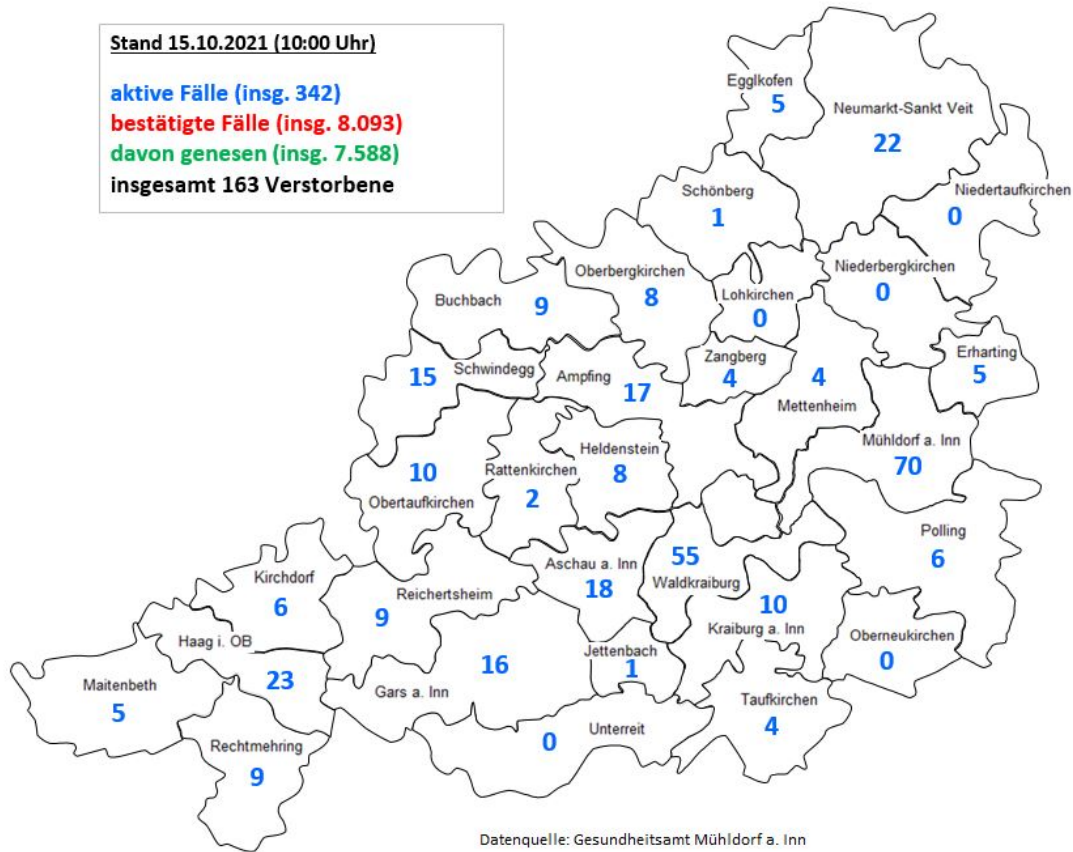 Stand 15.10.2021 (10:00 Uhr)
aktive Fälle (insg. 342)
bestätigte Fälle (insg. 8.093)
davon genesen (insg. 7.588)
insgesamt 163 Verstorbene
Egglkofen
5
Neumarkt-Sankt Veit
22
Schönberg
1
Niedertaufkirchen
0
Oberbergkirchen
8
Lohkirchen
0
Niederbergkirchen
0
Buchbach
9
Zangberg
4
Erharting
5
15
Schwindegg
Ampfing
17
4
Mettenheim
Mühldorf a. Inn
70
10
Obertaufkirchen
Rattenkirchen
2
Heldenstein
8
Polling
6
Kirchdorf
6
Reichertsheim
9
Aschau a. Inn
18
55
Waldkraiburg
10
Kraiburg a. Inn
Oberneukirchen
0
Haag i. OB
23
Maitenbeth
5
Gars a. Inn
16
Jettenbach
1
Taufkirchen
4
Rechtmehring
9
Unterreit
0
Datenquelle: Gesundheitsamt Mühldorf a. Inn